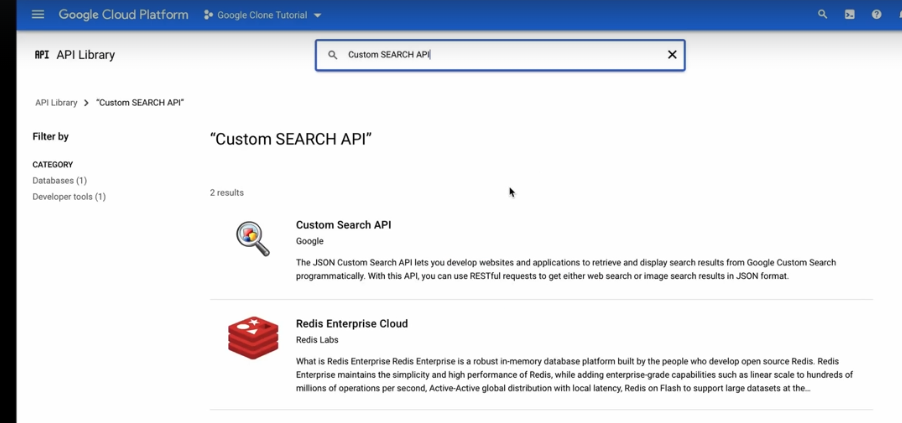 Google Cloud Platform
Google Clone Tutorial
API API Library
Custom SEARCH API
API Library > "Custom SEARCH API"
Filter by
CATEGORY
Databases (1)
Developer tools (1)
"Custom SEARCH API"
2 results
Custom Search API
Google
The JSON Custom Search API lets you develop websites and applications to retrieve and display search results from Google Custom Search
programmatically. With this API, you can use RESTful requests to get either web search or image search results in JSON format.
Redis Enterprise Cloud
Redis Labs
What is Redis Enterprise Redis Enterprise is a robust in-memory database platform built by the people who develop open source Redis. Redis
Enterprise maintains the simplicity and high performance of Redis, while adding enterprise-grade capabilities such as linear scale to hundreds of
millions of operations per second, Active-Active global distribution with local latency, Redis on Flash to support large datasets at the...